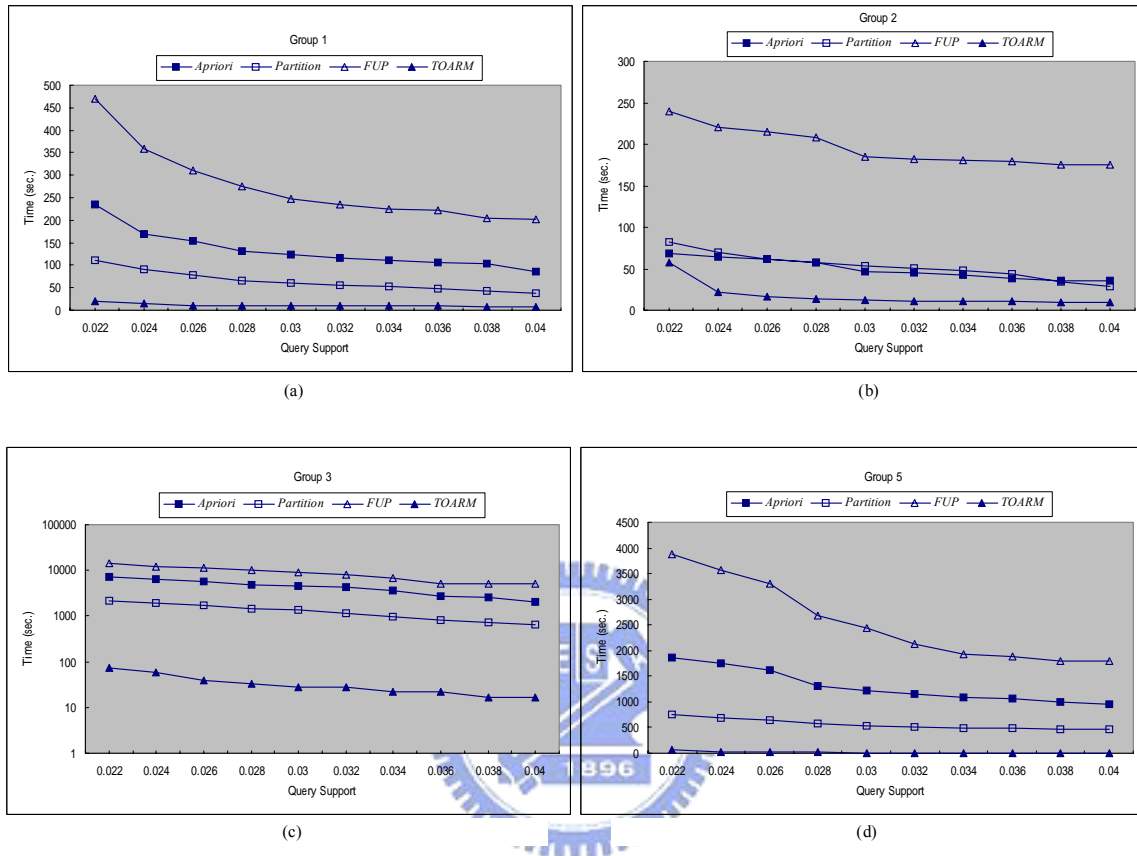 Group 1
Apriori Partition FUP TOARM
500
450
400
350
300
250
200
150
100
50
0
Time (sec.)
0.022 0.024 0.026 0.028 0.03 0.032 0.034 0.036 0.038 0.04
Query Support
(a)
Group 2
Apriori Partition FUP TOARM
300
250
200
150
100
50
0
Time (sec.)
0.022 0.024 0.026 0.028 0.03 0.032 0.034 0.036 0.038 0.04
Query Support
(b)
Group 3
Apriori Partition FUP TOARM
100000
10000
1000
100
10
1
Time (sec.)
0.022 0.024 0.026 0.028 0.03 0.032 0.034 0.036 0.038 0.04
Query Support
(c)
Group 5
Apriori Partition FUP TOARM
4500
4000
3500
3000
2500
2000
1500
1000
500
0
Time (sec.)
0.022 0.024 0.026 0.028 0.03 0.032 0.034 0.036 0.038 0.04
Query Support
(d)
E S
1896